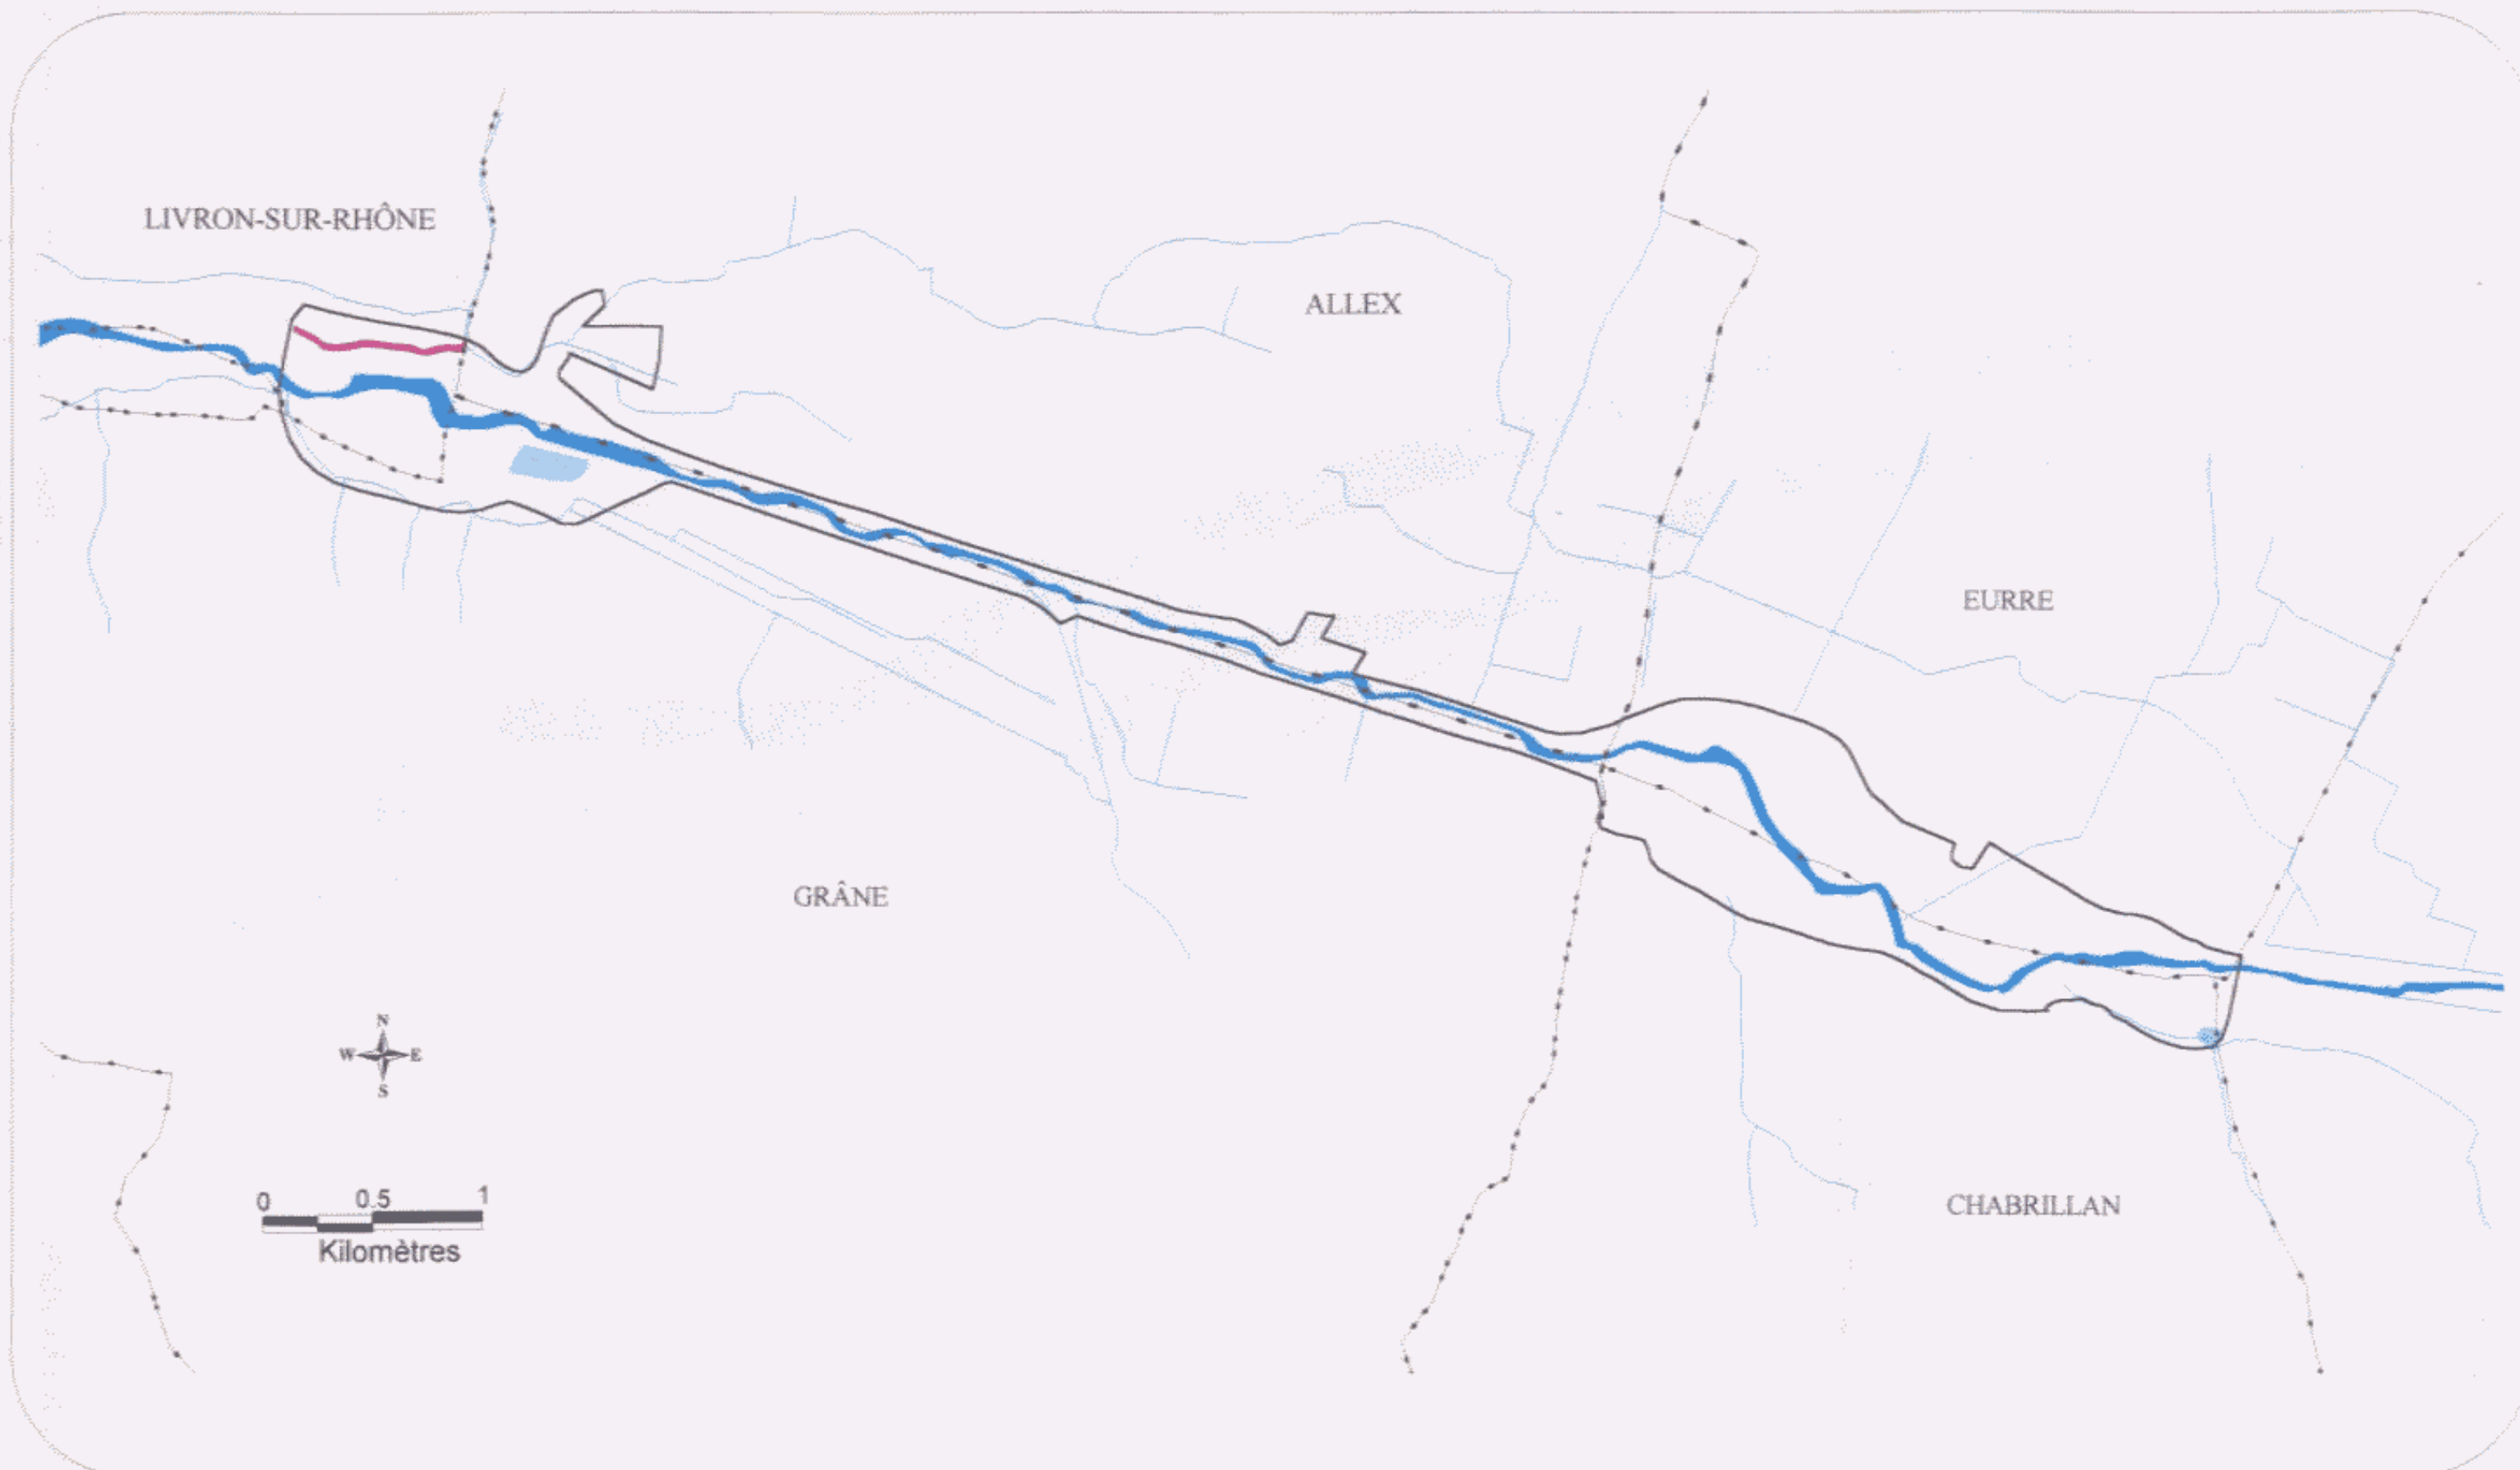 LIVRON-SUR-RHÔNE
ALLEX
EURRE
GRÂNE
N
W E
S
0 0.5 1
Kilomètres
CHABRILLAN